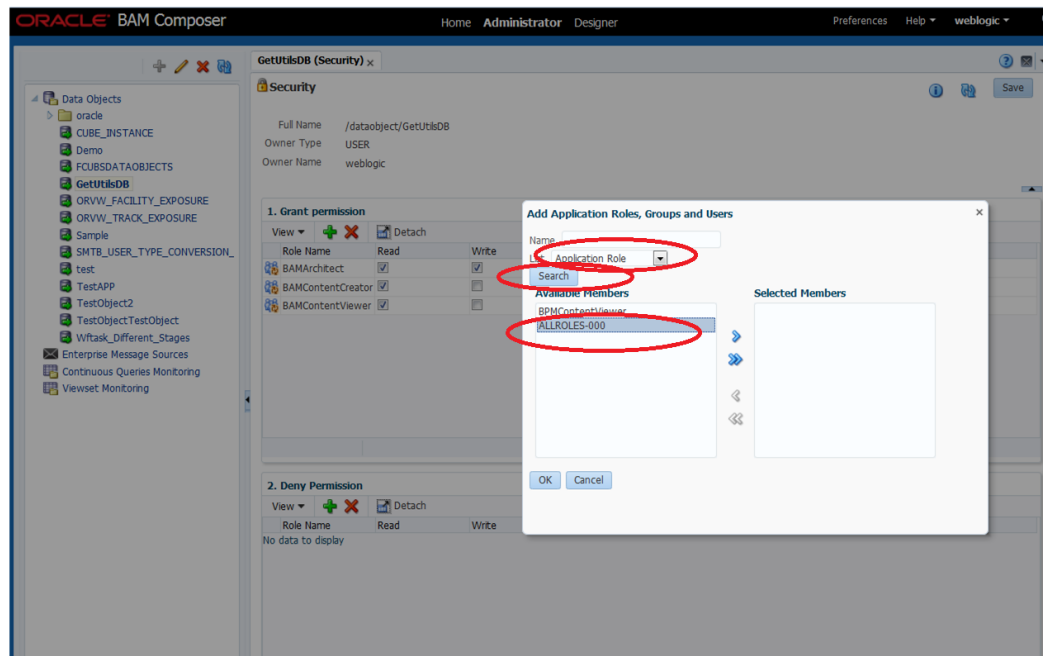 ORACLE BAM Composer
Home Administrator Designer
Preferences Help weblogic
GetUtilsDB (Security) x
Security
Save
Full Name /dataobject/GetUtilsDB
Owner Type USER
Owner Name weblogic
Data Objects
oracle
CUBE_INSTANCE
Demo
FCUBSDATAOBJECTS
GetUtilsDB
ORVW_FACILITY_EXPOSURE
ORVW_TRACK_EXPOSURE
Sample
SMTB_USER_TYPE_CONVERSION_
test
TestAPP
TestObject2
TestObjectTestObject
Wftask_Different_Stages
Enterprise Message Sources
Continuous Queries Monitoring
Viewset Monitoring
1. Grant permission
View Detach
Role Name Read Write
BAMArchitect
BAMContentCreator
BAMContentViewer
2. Deny Permission
View Detach
Role Name Read Write
No data to display
Add Application Roles, Groups and Users
Name
Application Role
Search
Available Members
BPMContentViewer
ALLROLES-000
Selected Members
OK Cancel